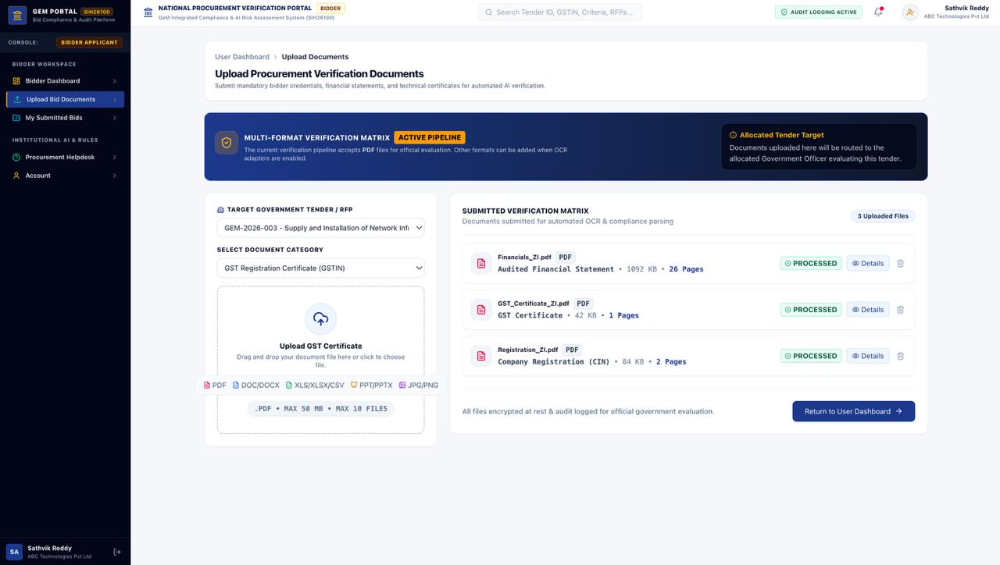 GEM PORTAL SIH26100
Bid Compliance & Audit Platform
CONSOLE: BIDDER APPLICANT
BIDDER WORKSPACE
Bidder Dashboard
Upload Bid Documents
My Submitted Bids
INSTITUTIONAL AI & RULES
Procurement Helpdesk
Account
SA
Sathvik Reddy
ABC Technologies Pvt Ltd
NATIONAL PROCUREMENT VERIFICATION PORTAL BIDDER
GeM Integrated Compliance & AI Risk Assessment System (SIH26100)
Search Tender ID, GSTIN, Criteria, RFPs...
AUDIT LOGGING ACTIVE
Sathvik Reddy
ABC Technologies Pvt Ltd
User Dashboard > Upload Documents
Upload Procurement Verification Documents
Submit mandatory bidder credentials, financial statements, and technical certificates for automated AI verification.
MULTI-FORMAT VERIFICATION MATRIX ACTIVE PIPELINE
The current verification pipeline accepts PDF files for official evaluation. Other formats can be added when OCR
adapters are enabled.
Allocated Tender Target
Documents uploaded here will be routed to the
allocated Government Officer evaluating this tender.
TARGET GOVERNMENT TENDER / RFP
GEM-2026-003 - Supply and Installation of Network Infr
SELECT DOCUMENT CATEGORY
GST Registration Certificate (GSTIN)
Upload GST Certificate
Drag and drop your document file here or click to choose
file.
PDF DOC/DOCX XLS/XLSX/CSV PPT/PPTX JPG/PNG
.PDF • MAX 50 MB • MAX 10 FILES
SUBMITTED VERIFICATION MATRIX
Documents submitted for automated OCR & compliance parsing
3 Uploaded Files
Financials_ZI.pdf PDF
Audited Financial Statement • 1092 KB • 26 Pages
PROCESSED Details
GST_Certificate_ZI.pdf PDF
GST Certificate • 42 KB • 1 Pages
PROCESSED Details
Registration_ZI.pdf PDF
Company Registration (CIN) • 84 KB • 2 Pages
PROCESSED Details
All files encrypted at rest & audit logged for official government evaluation.
Return to User Dashboard →